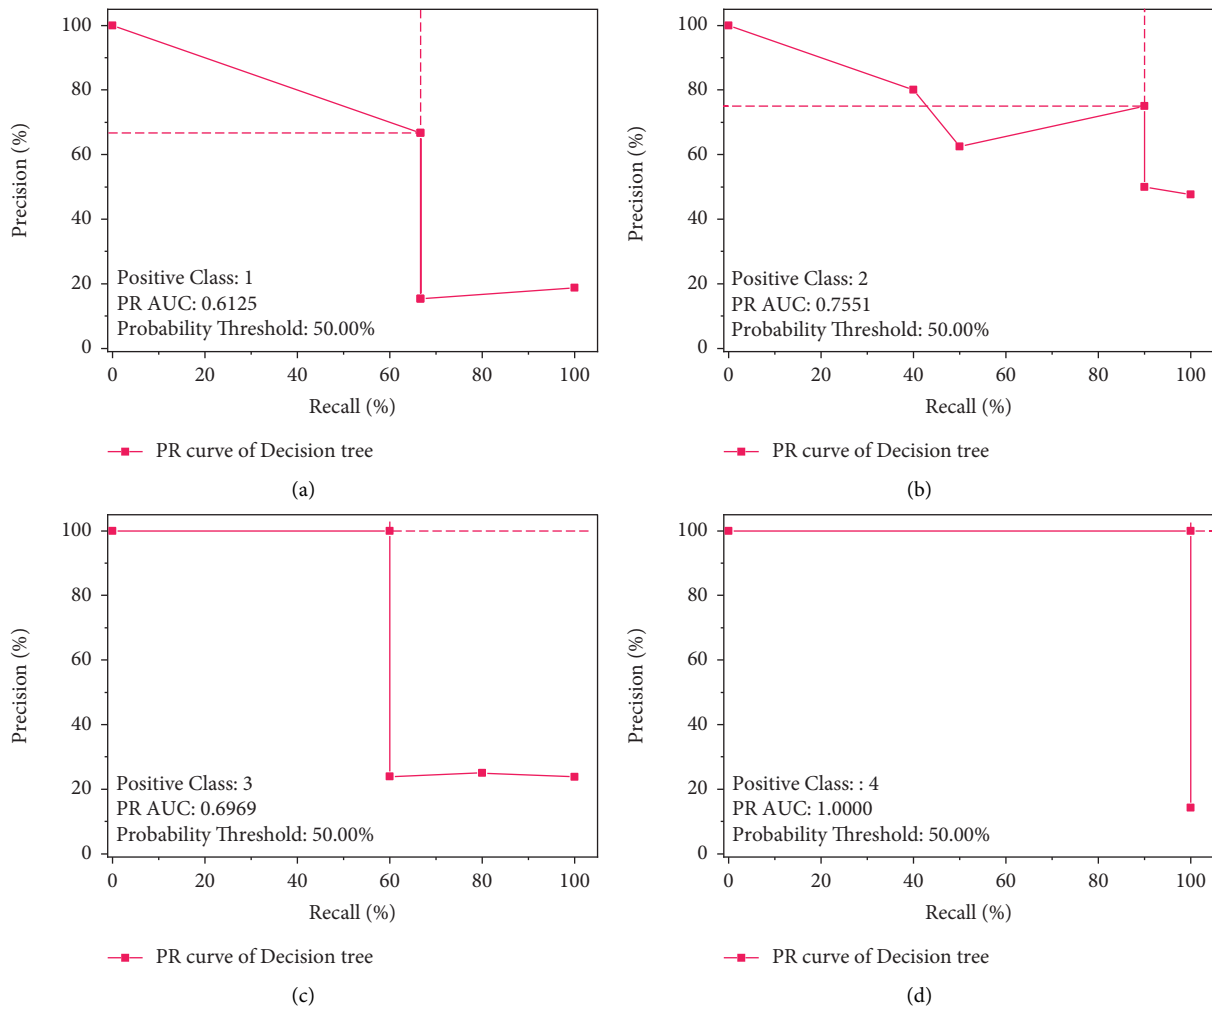 100
80
60
40
20
0
Precision (%)
Positive Class: 1
PR AUC: 0.6125
Probability Threshold: 50.00%
0 20 40 60 80 100
Recall (%)
PR curve of Decision tree
(a)
100
80
60
40
20
0
Precision (%)
Positive Class: 2
PR AUC: 0.7551
Probability Threshold: 50.00%
0 20 40 60 80 100
Recall (%)
PR curve of Decision tree
(b)
100
80
60
40
20
0
Precision (%)
Positive Class: 3
PR AUC: 0.6969
Probability Threshold: 50.00%
0 20 40 60 80 100
Recall (%)
PR curve of Decision tree
(c)
100
80
60
40
20
0
Precision (%)
Positive Class: : 4
PR AUC: 1.0000
Probability Threshold: 50.00%
0 20 40 60 80 100
Recall (%)
PR curve of Decision tree
(d)